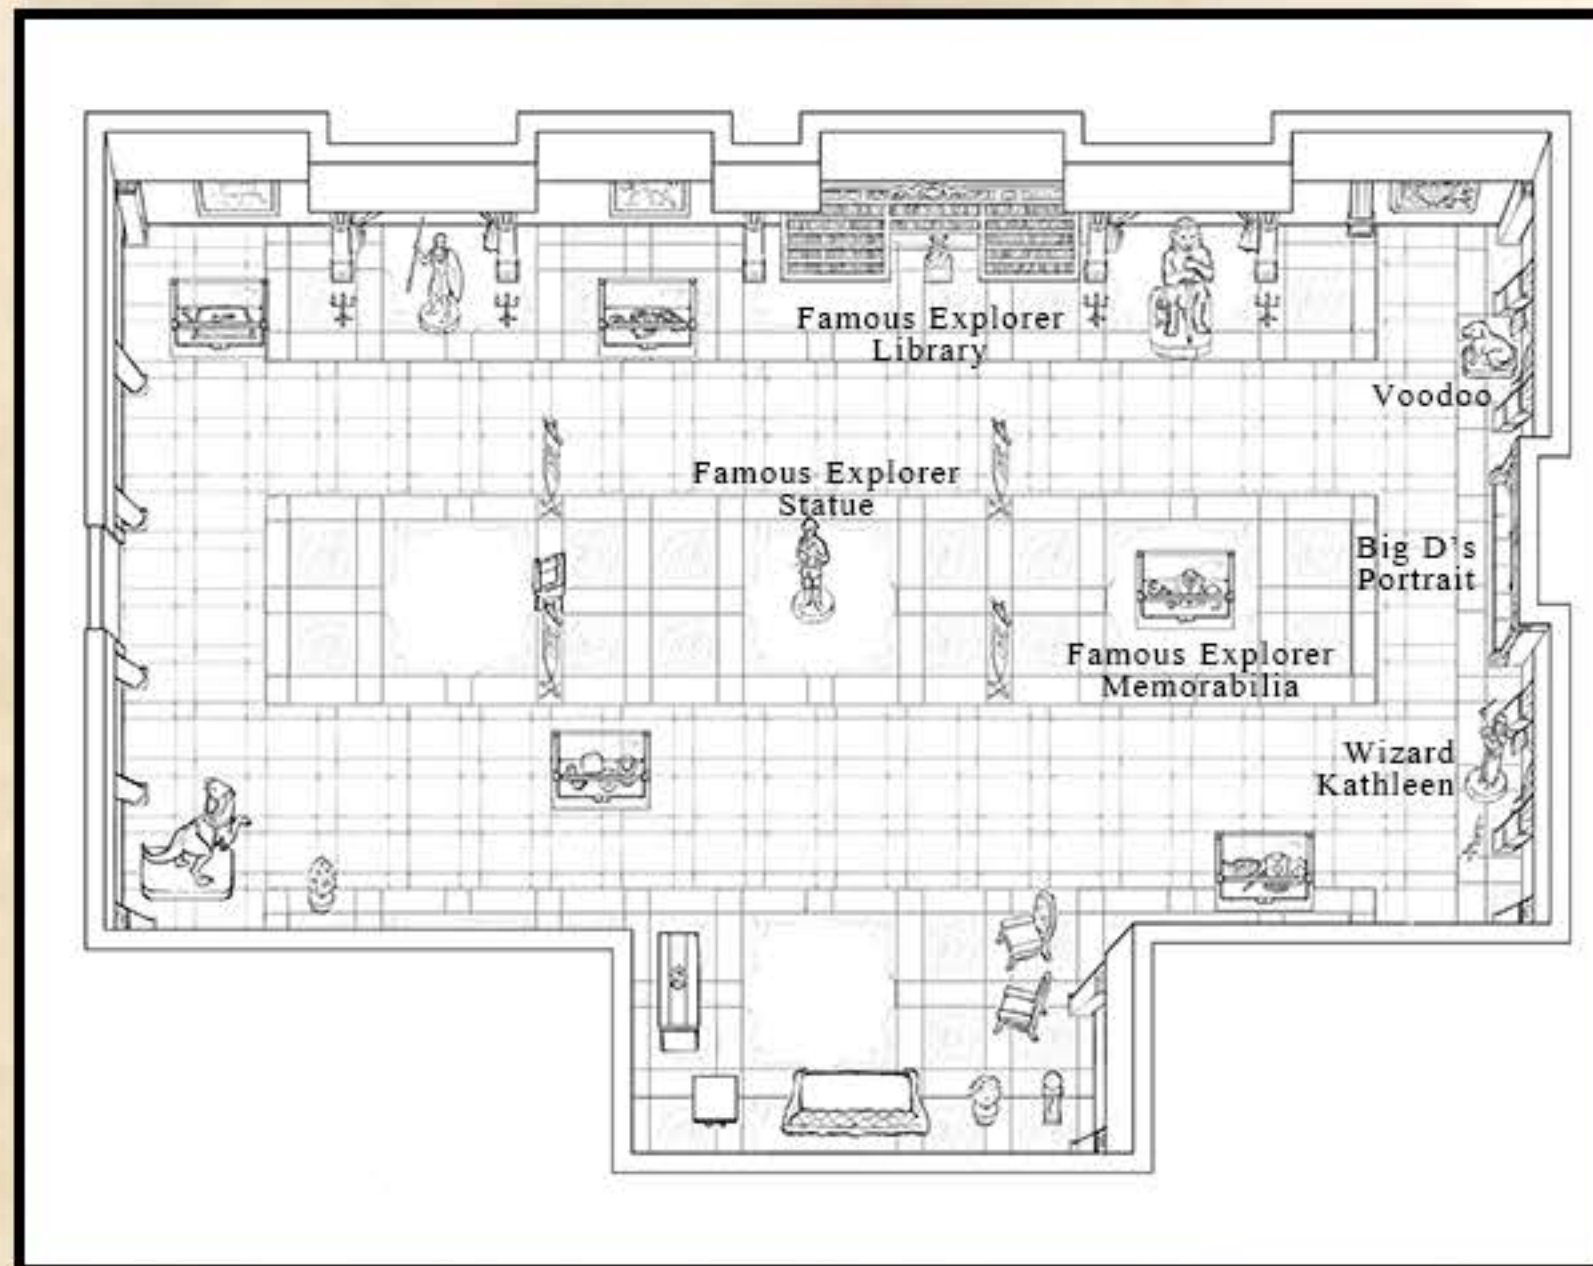 Famous Explorer
Library
Voodoo
Famous Explorer
Statue
Big D's
Portrait
Famous Explorer
Memorabilia
Wizard
Kathleen